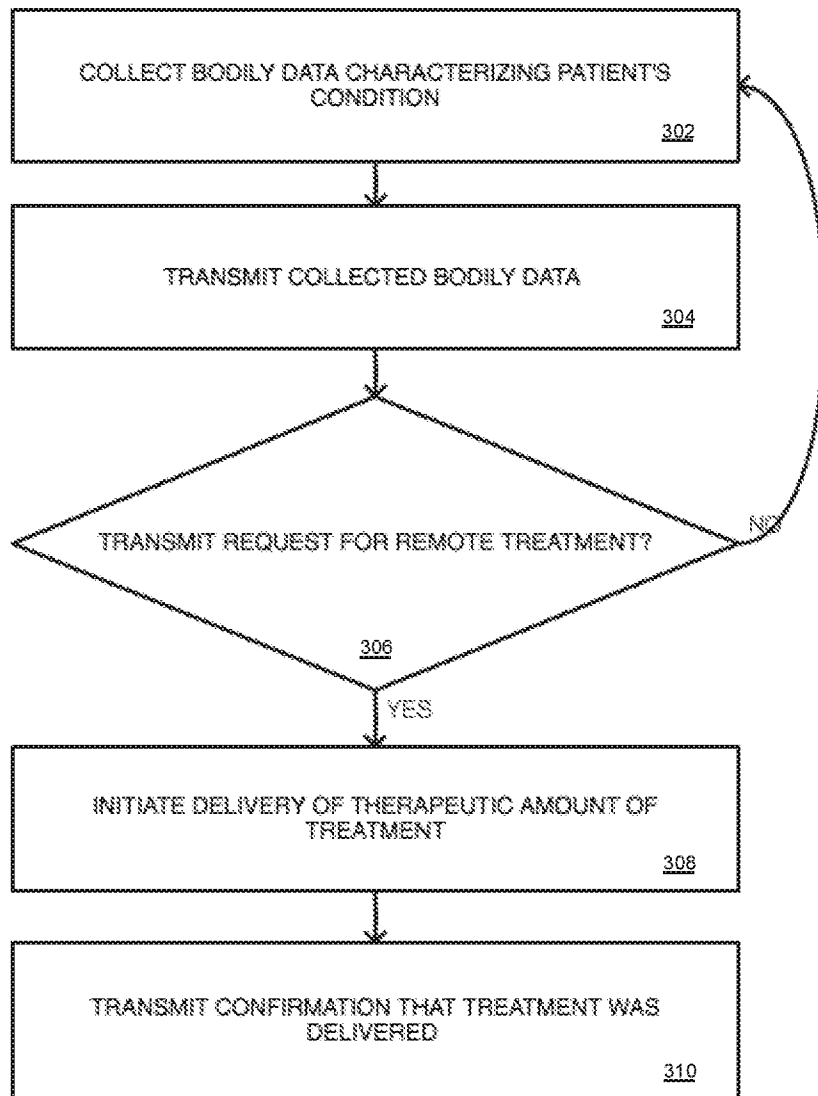 COLLECT BODILY DATA CHARACTERIZING PATIENT'S
CONDITION
302
TRANSMIT COLLECTED BODILY DATA
304
TRANSMIT REQUEST FOR REMOTE TREATMENT?
NO
306
YES
INITIATE DELIVERY OF THERAPEUTIC AMOUNT OF
TREATMENT
308
TRANSMIT CONFIRMATION THAT TREATMENT WAS
DELIVERED
310